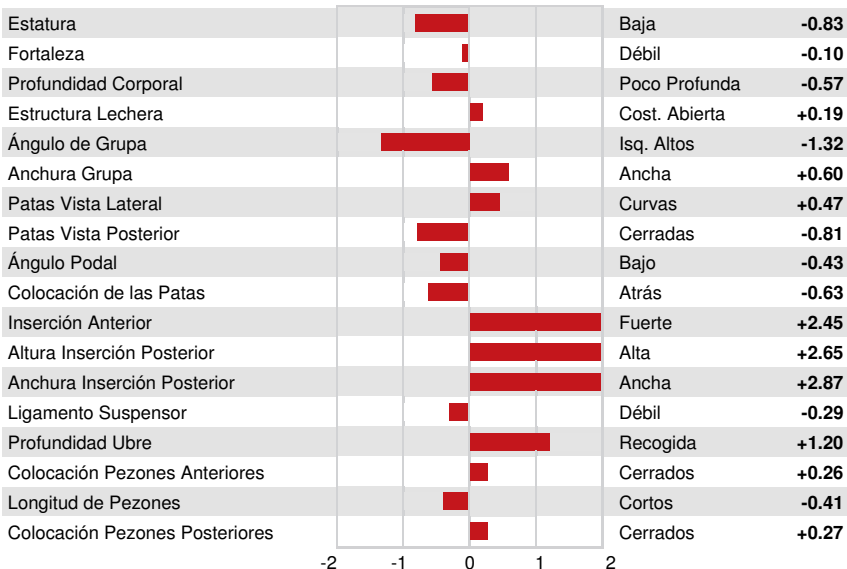 Estatura Baja -0.83
Fortaleza Débil -0.10
Profundidad Corporal Poco Profunda -0.57
Estructura Lechera Cost. Abierta +0.19
Ángulo de Grupa Isq. Altos -1.32
Anchura Grupa Ancha +0.60
Patas Vista Lateral Curvas +0.47
Patas Vista Posterior Cerradas -0.81
Ángulo Podal Bajo -0.43
Colocación de las Patas Atrás -0.63
Inserción Anterior Fuerte +2.45
Altura Inserción Posterior Alta +2.65
Anchura Inserción Posterior Ancha +2.87
Ligamento Suspensor Débil -0.29
Profundidad Ubre Recogida +1.20
Colocación Pezones Anteriores Cerrados +0.26
Longitud de Pezones Cortos -0.41
Colocación Pezones Posteriores Cerrados +0.27
-2 -1 0 1 2